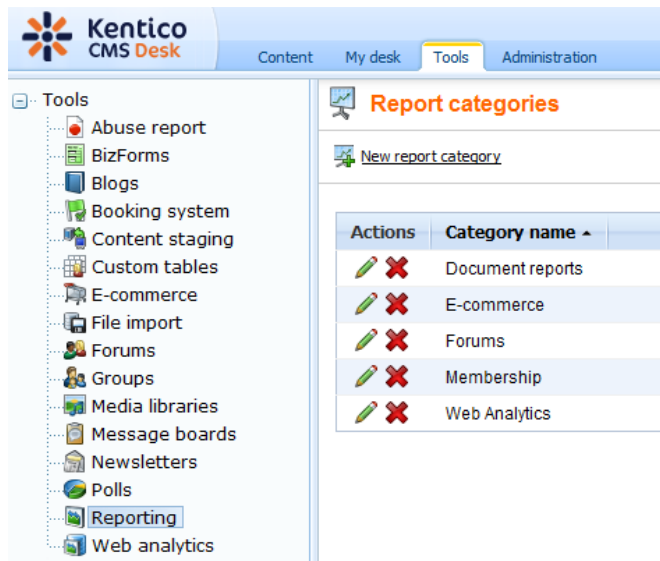 Kentico
CMS Desk
Content My desk Tools Administration
Tools
Abuse report
BizForms
Blogs
Booking system
Content staging
Custom tables
E-commerce
File import
Forums
Groups
Media libraries
Message boards
Newsletters
Polls
Reporting
Web analytics
Report categories
New report category
Actions Category name
Document reports
E-commerce
Forums
Membership
Web Analytics